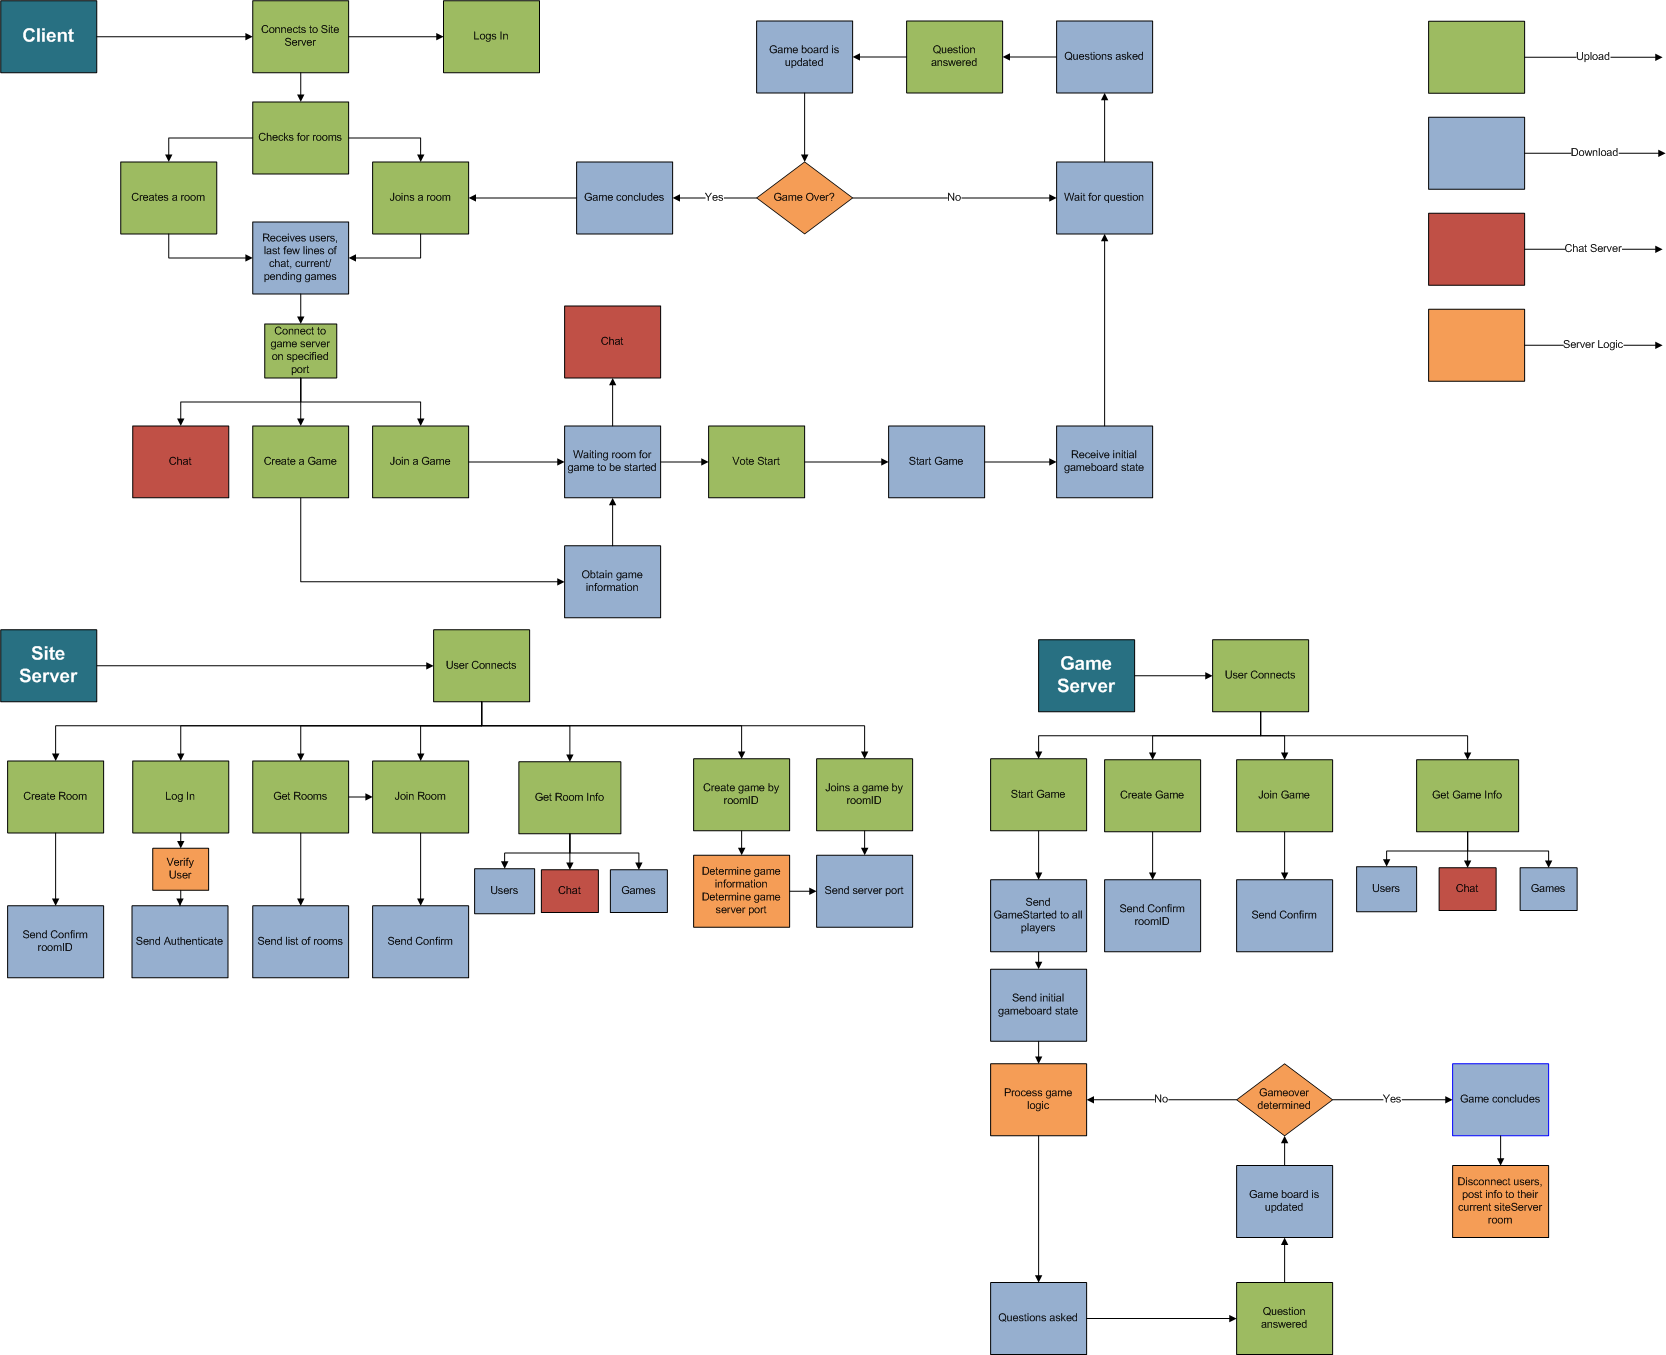 Client
Connects to Site
Server
Logs In
Game board is
updated
Question
answered
Questions asked
Upload
Checks for rooms
Download
Creates a room
Joins a room
Game concludes
Yes
Game Over?
No
Wait for question
Receives users,
last few lines of
chat, current/
pending games
Chat Server
Connect to
game server
on specified
port
Chat
Server Logic
Chat
Create a Game
Join a Game
Waiting room for
game to be started
Vote Start
Start Game
Receive initial
gameboard state
Obtain game
information
Site
Server
User Connects
Game
Server
User Connects
Create Room
Log In
Get Rooms
Join Room
Get Room Info
Create game by
roomID
Joins a game by
roomID
Start Game
Create Game
Join Game
Get Game Info
Verify
User
Users
Chat
Games
Determine game
information
Determine game
server port
Send server port
Users
Chat
Games
Send Confirm
roomID
Send Authenticate
Send list of rooms
Send Confirm
Send
GameStarted to all
players
Send Confirm
roomID
Send Confirm
Send initial
gameboard state
Process game
logic
No
Gameover
determined
Yes
Game concludes
Game board is
updated
Disconnect users,
post info to their
current siteServer
room
Questions asked
Question
answered